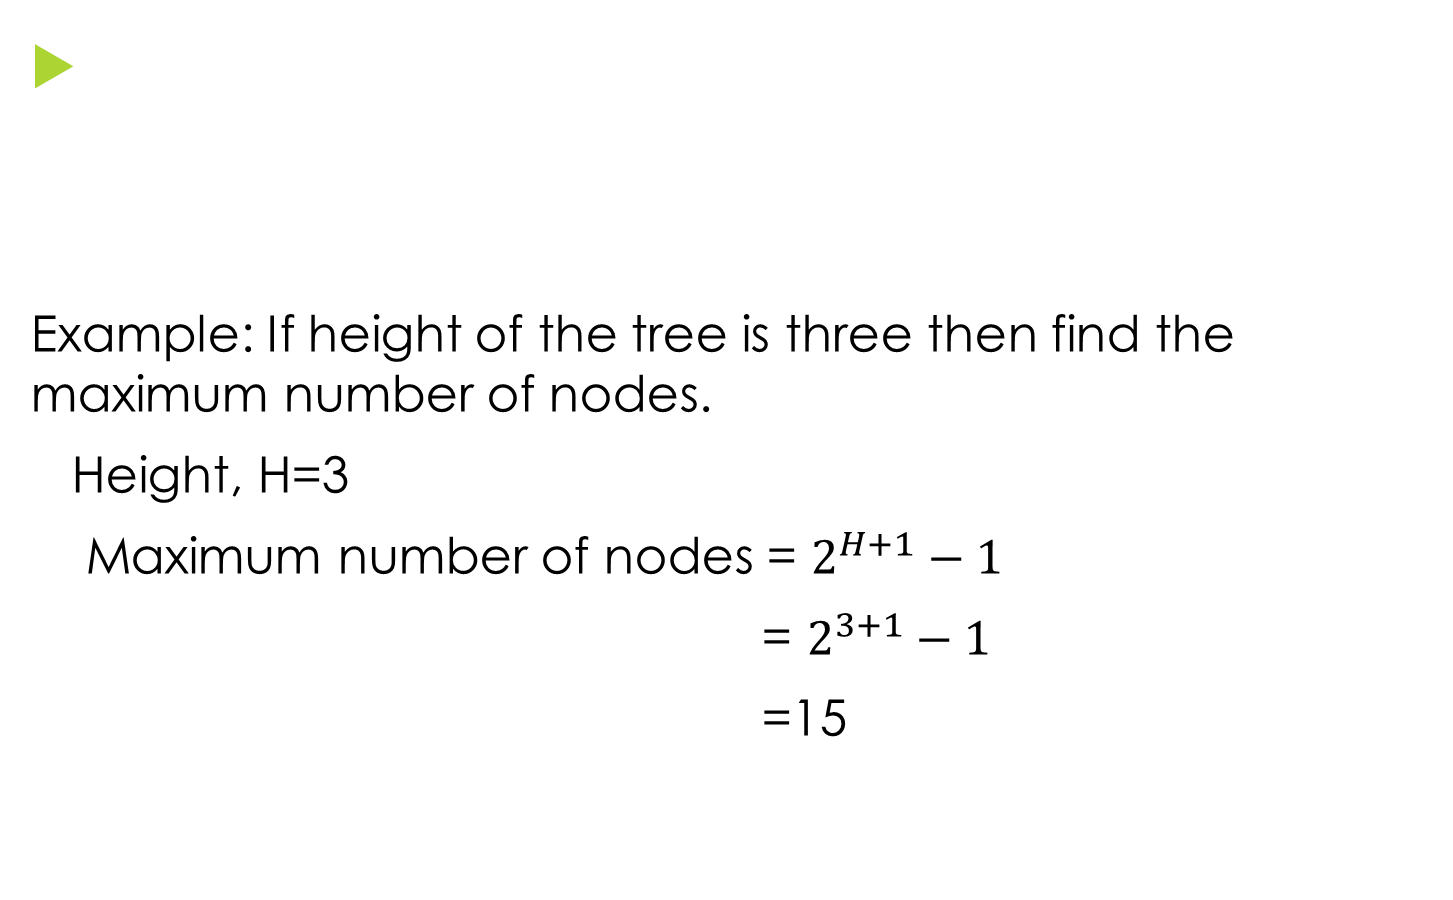 Example: If height of the tree is three then find the
maximum number of nodes.
Height, H=3
Maximum number of nodes = $2^{H+1} - 1$
= $2^{3+1} - 1$
=15